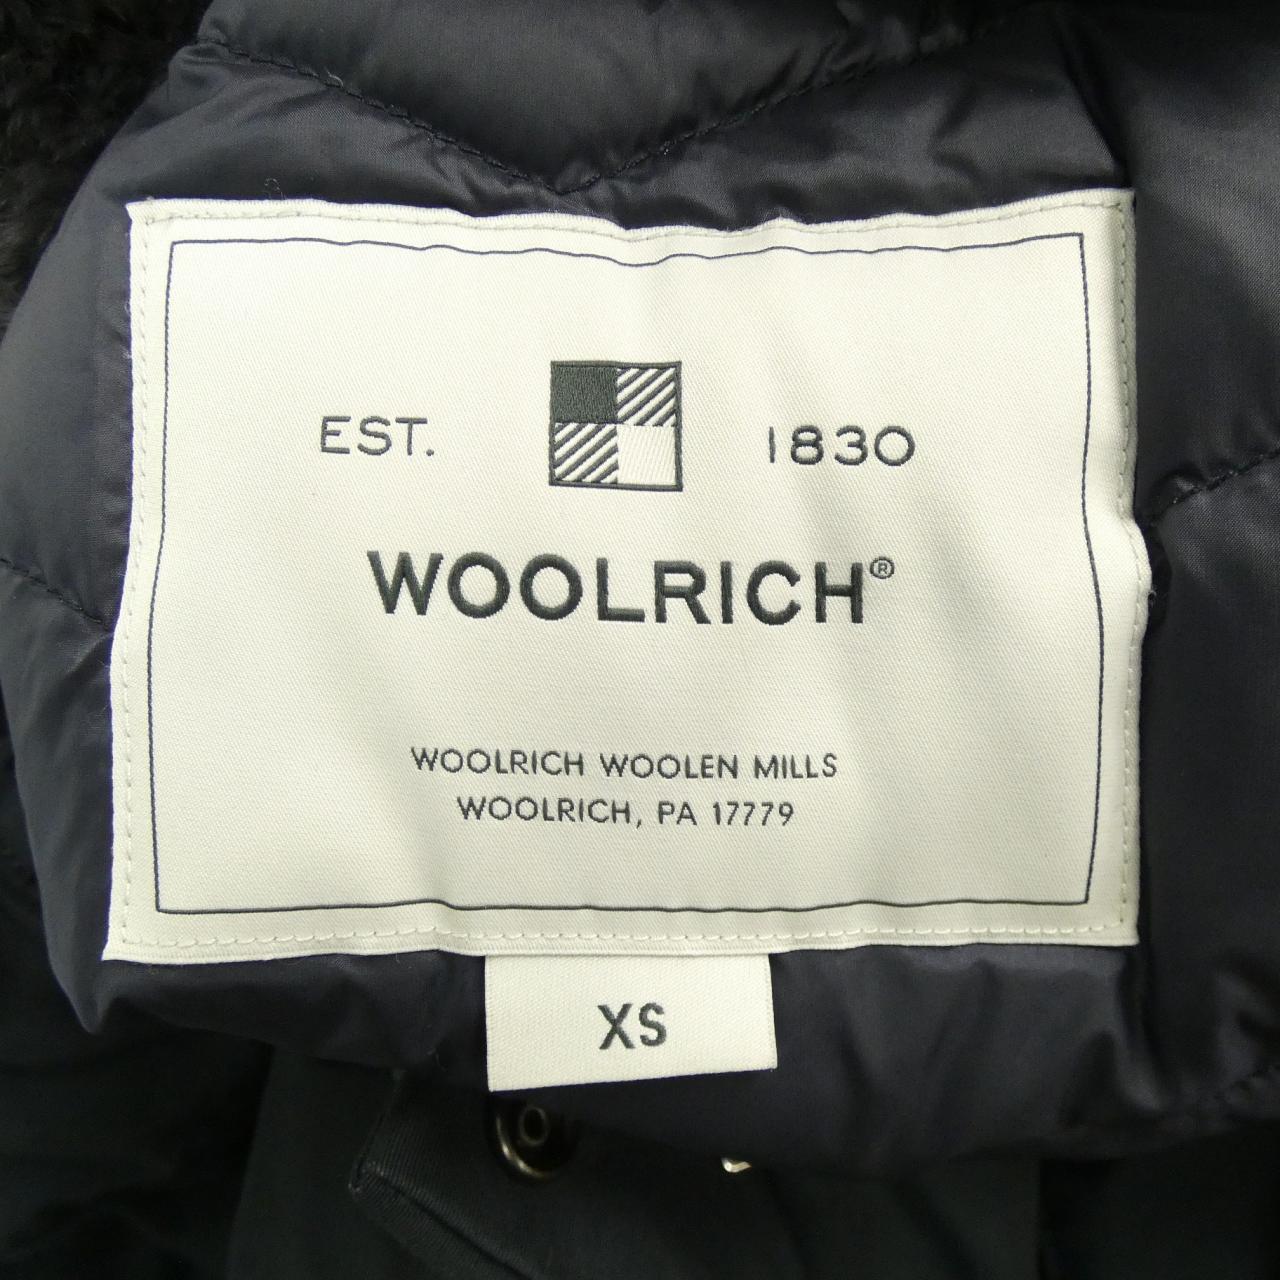 EST. 1830
WOOLRICH®
WOOLRICH WOOLEN MILLS
WOOLRICH, PA 17779
XS